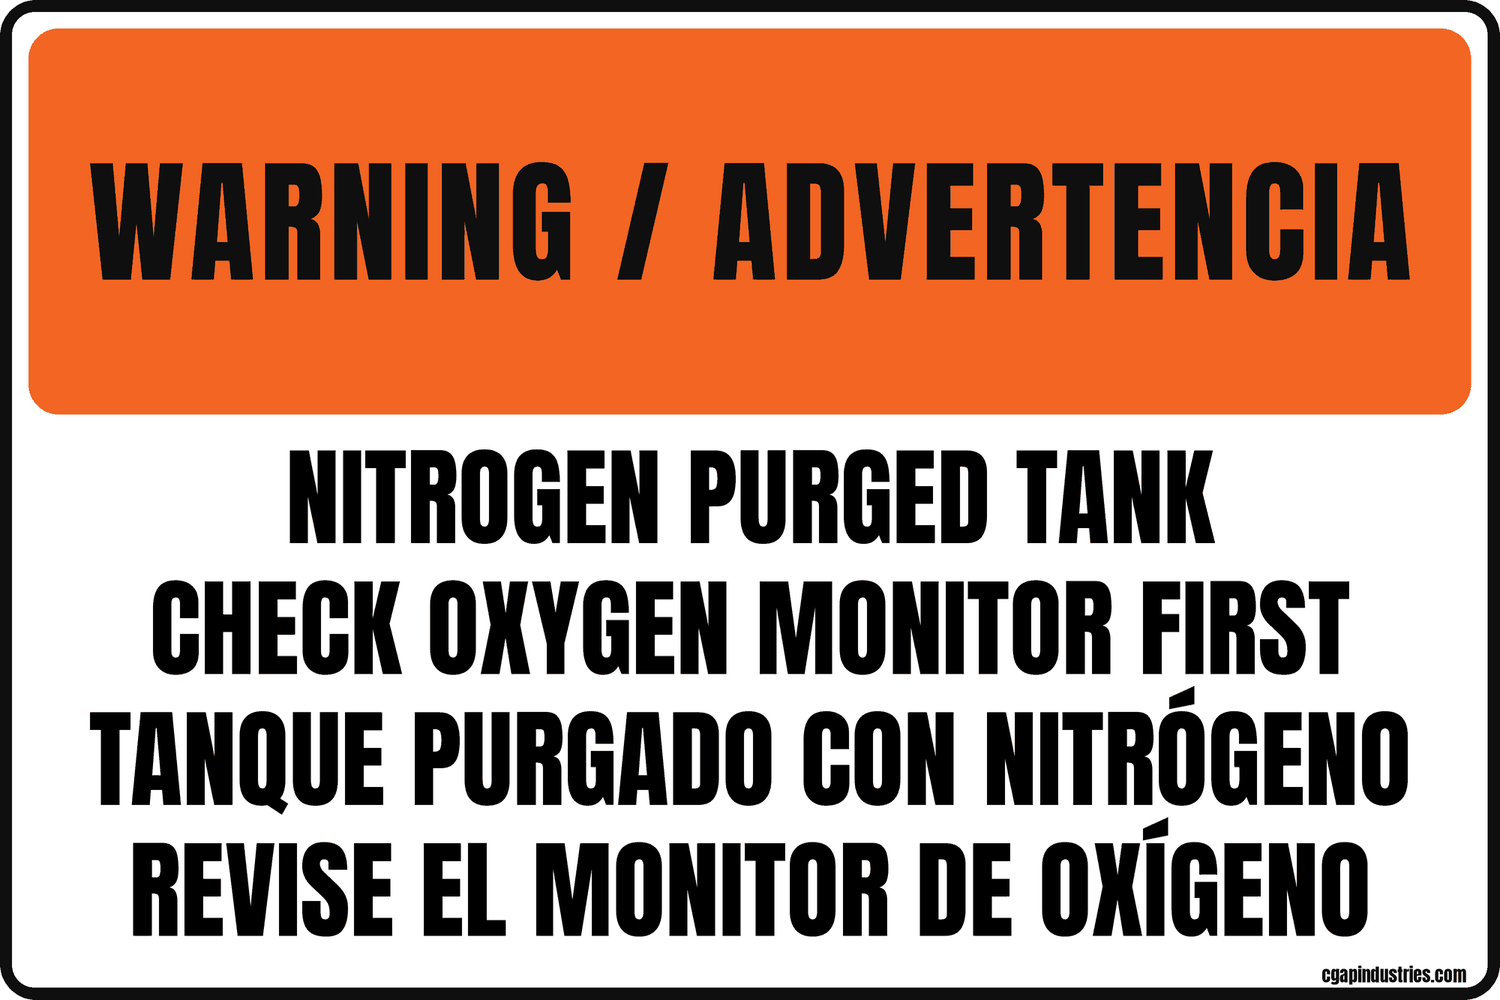 WARNING / ADVERTENCIA
NITROGEN PURGED TANK
CHECK OXYGEN MONITOR FIRST
TANQUE PURGADO CON NITRÓGENO
REVISE EL MONITOR DE OXÍGENO
cgapindustries.com